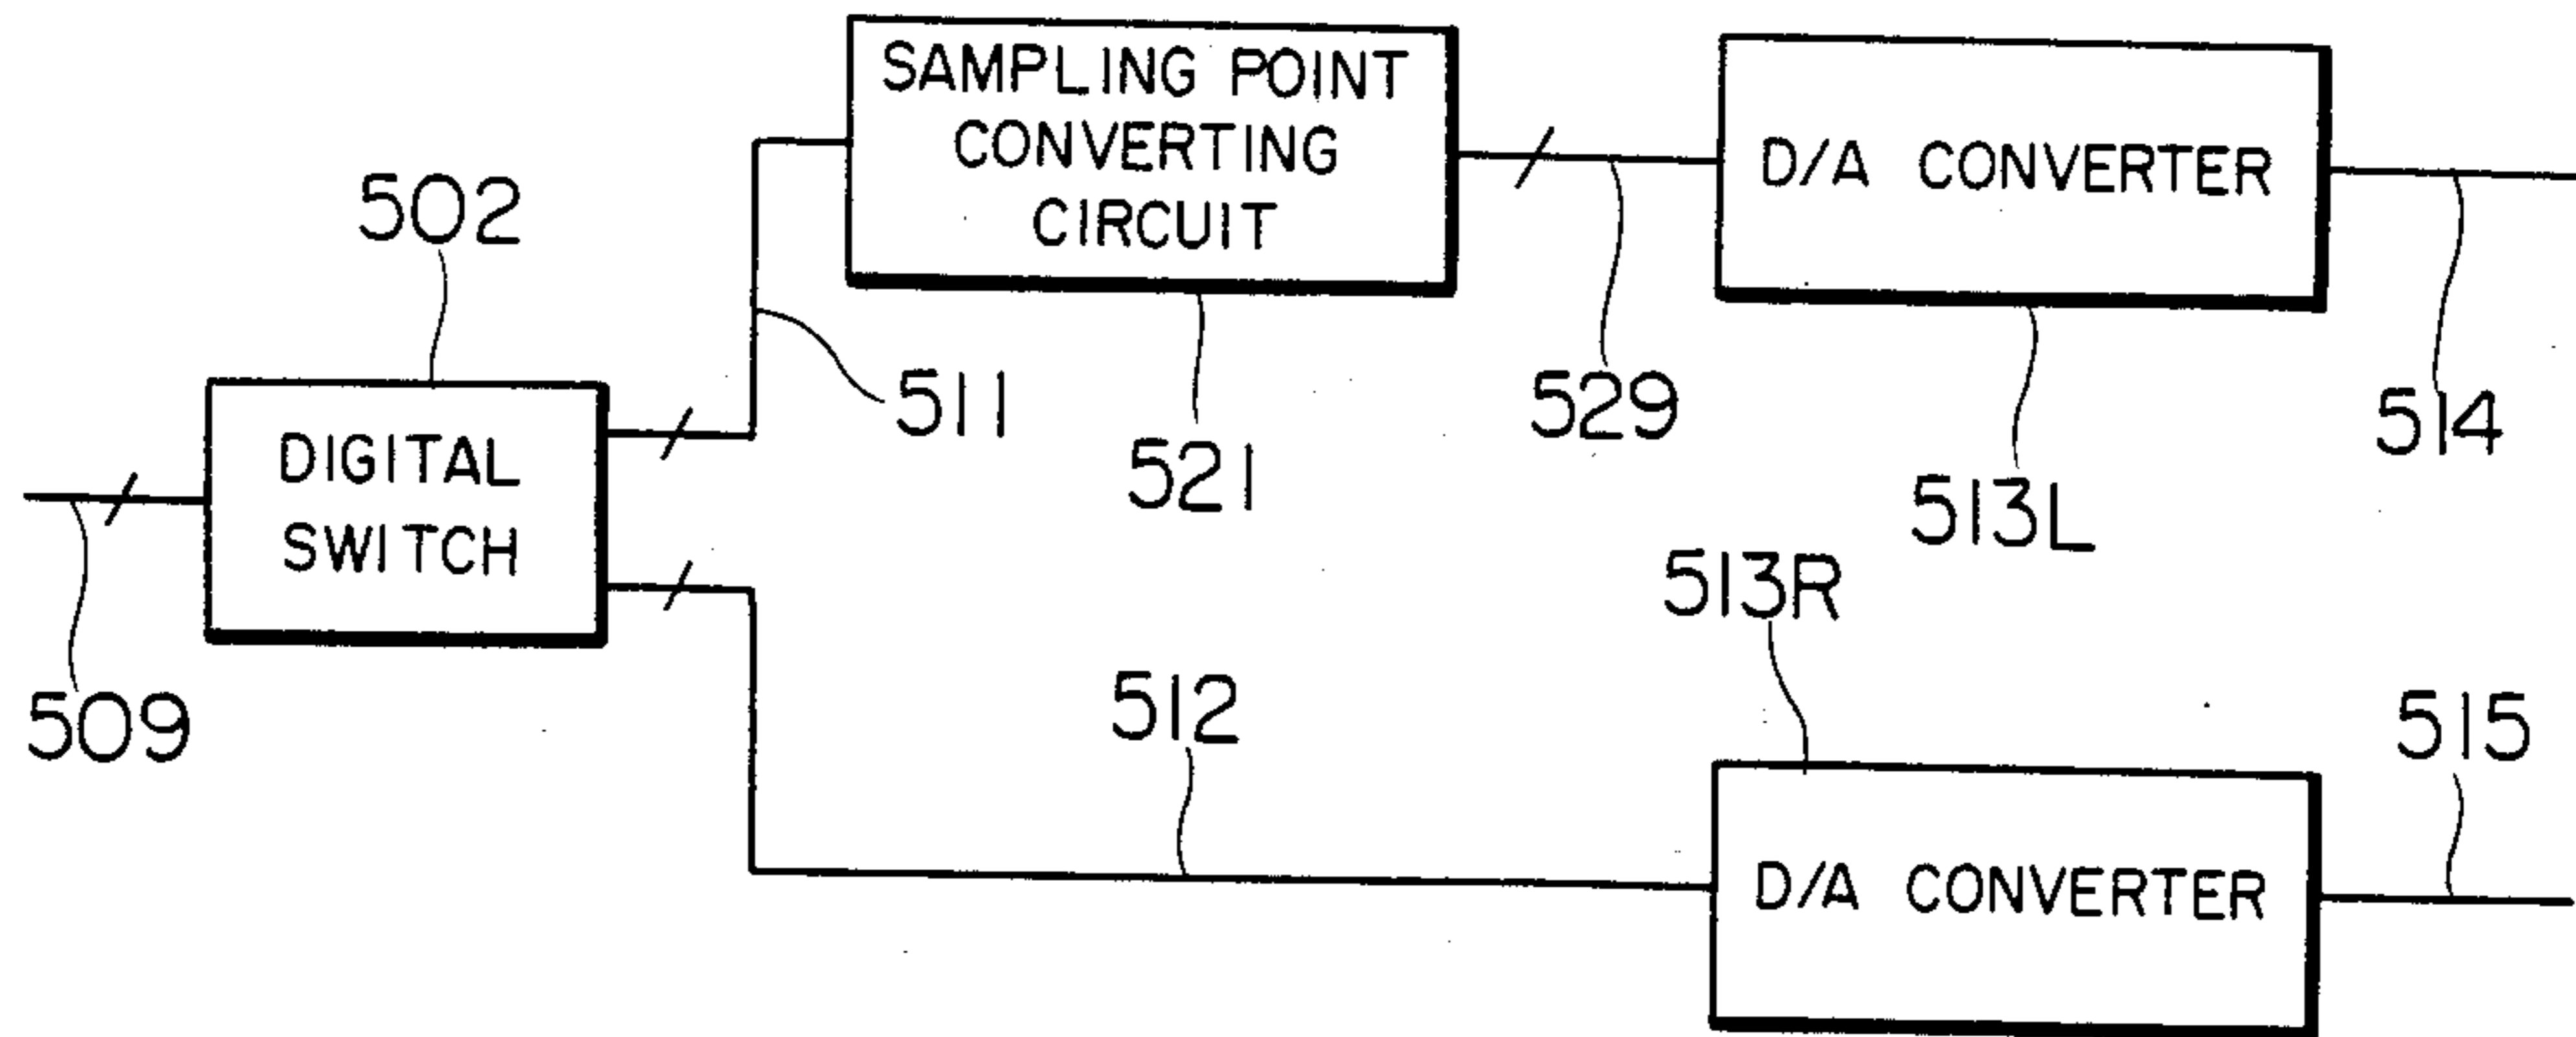 SAMPLING POINT
CONVERTING
CIRCUIT
D/A CONVERTER
502
511
529
514
521
513L
DIGITAL
SWITCH
513R
509
512
515
D/A CONVERTER